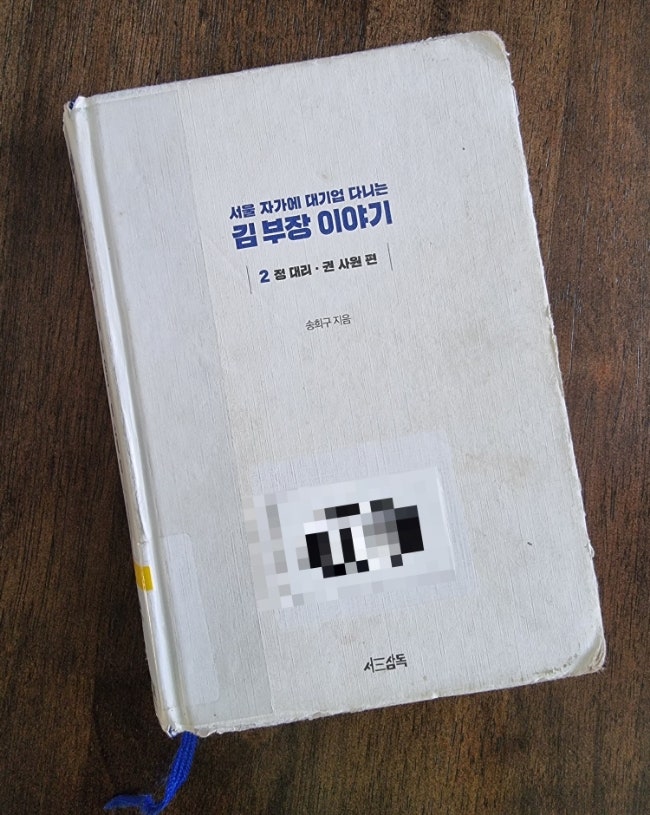 서울 자가에 대기업 다니는
김 부장 이야기
2 정 대리 · 권 사원 편
송희구 지음
서삼독